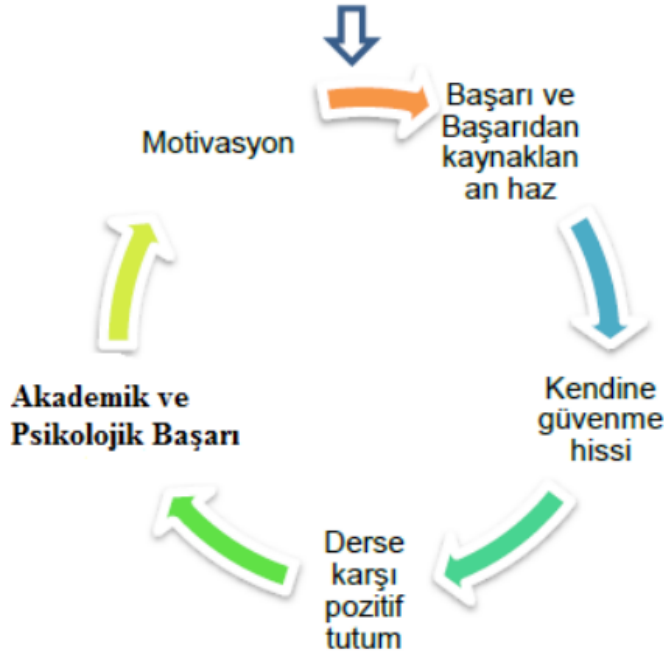 Motivasyon
Başarı ve
Başarıdan
kaynaklan
an haz
Kendine
güvenme
hissi
Derse
karşı
pozitif
tutum
Akademik ve
Psikolojik Başarı